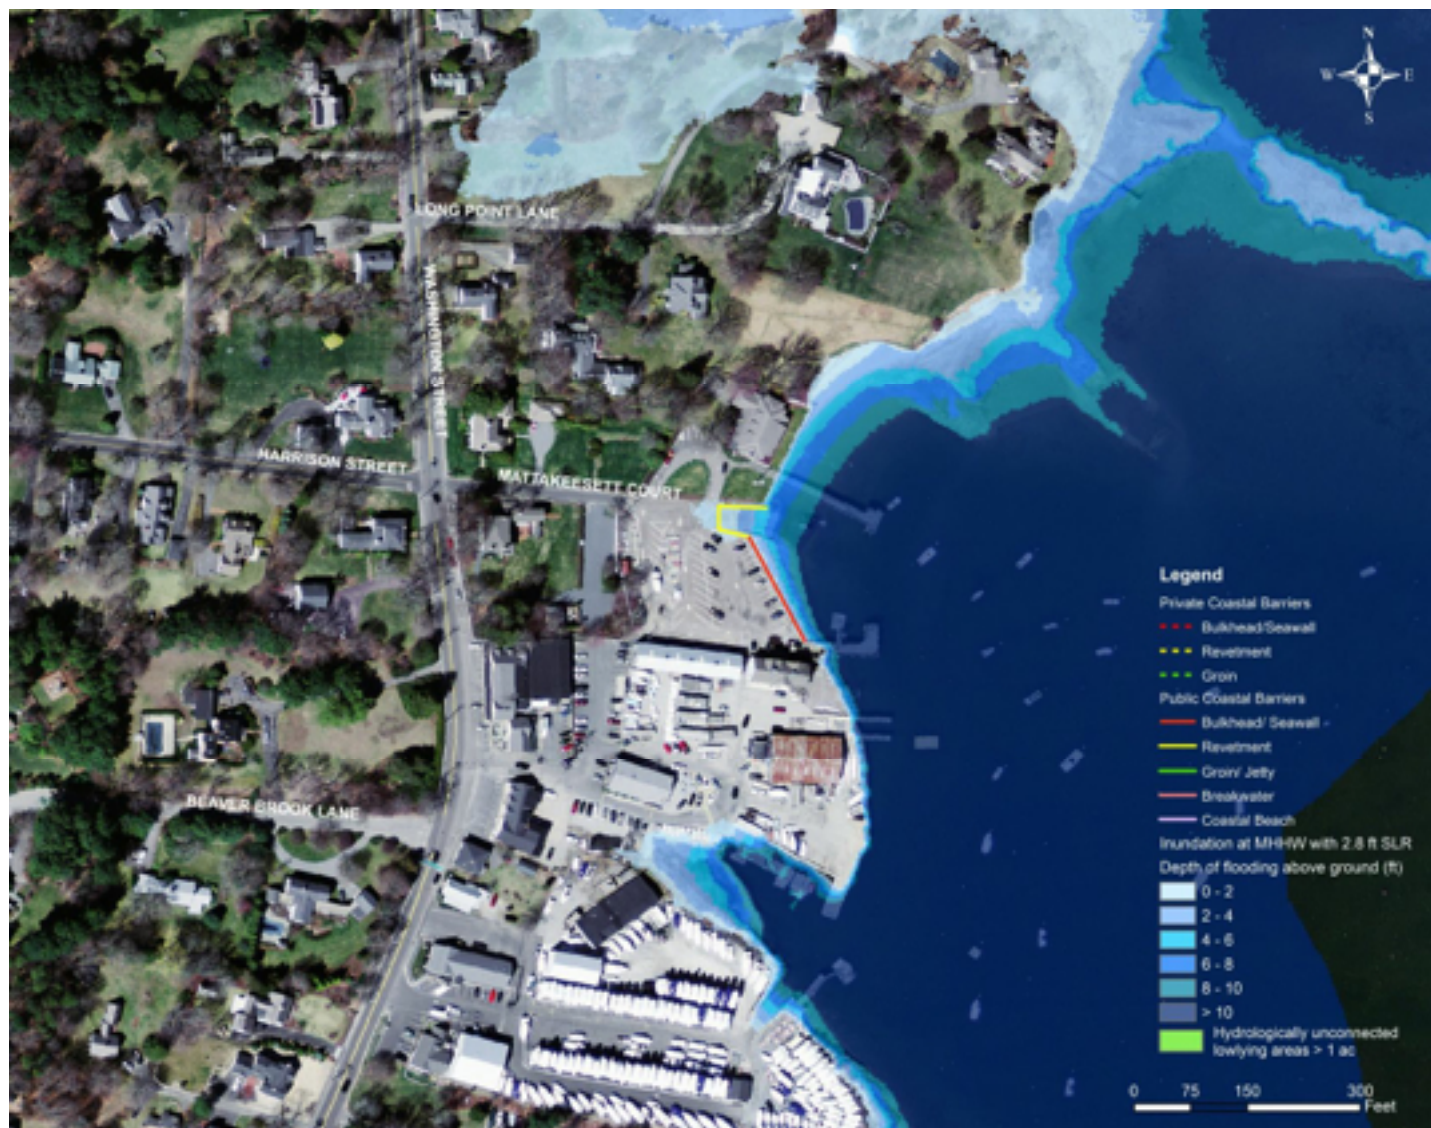 N
W E
S
LONG POINT LANE
WASHINGTON STREET
HARRISON STREET
MATTAKEESETT COURT
BEAVER BROOK LANE
Legend
Private Coastal Barriers
Bulkhead/Seawall
Revetment
Groin
Public Coastal Barriers
Bulkhead/ Seawall
Revetment
Groin/ Jetty
Breakwater
Coastal Beach
Inundation at MHHW with 2.8 ft SLR
Depth of flooding above ground (ft)
0 - 2
2 - 4
4 - 6
6 - 8
8 - 10
> 10
Hydrologically unconnected
lowlying areas > 1 ac
0 75 150 300
Feet